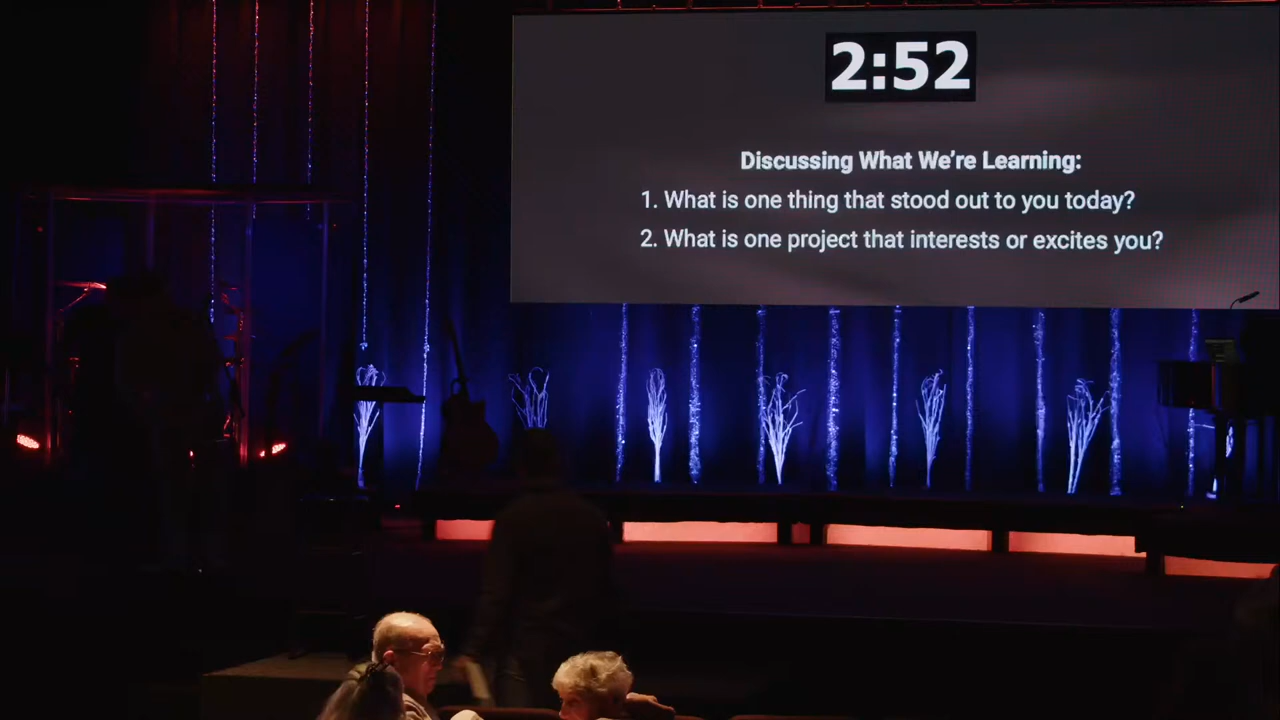 2:52
Discussing What We're Learning:
1. What is one thing that stood out to you today?
2. What is one project that interests or excites you?